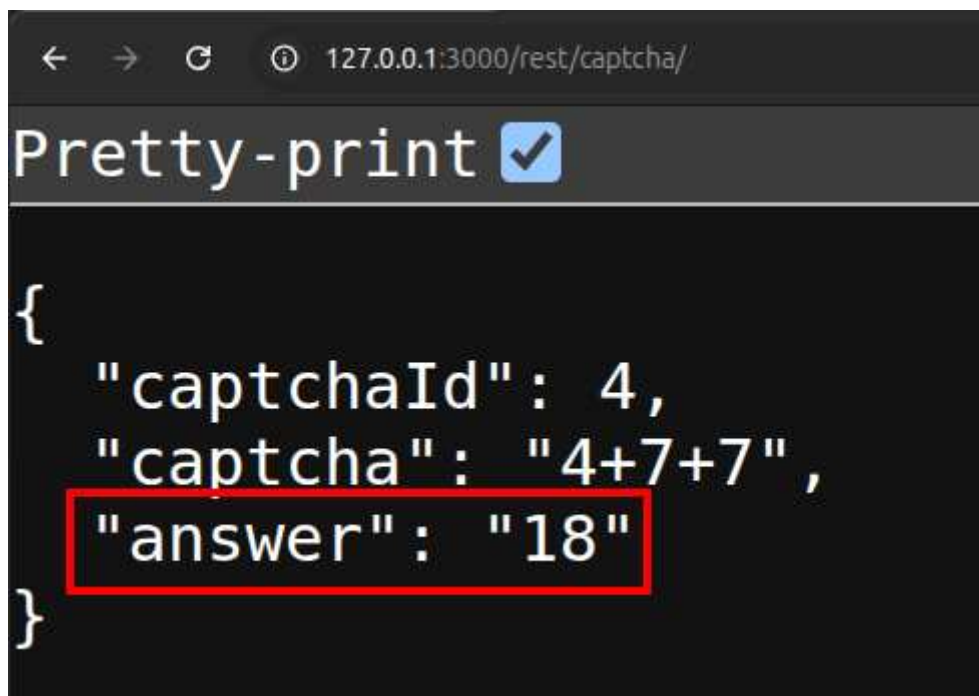 127.0.0.1:3000/rest/captcha/
Pretty-print
{
"captchaId": 4,
"captcha": "4+7+7",
"answer": "18"
}